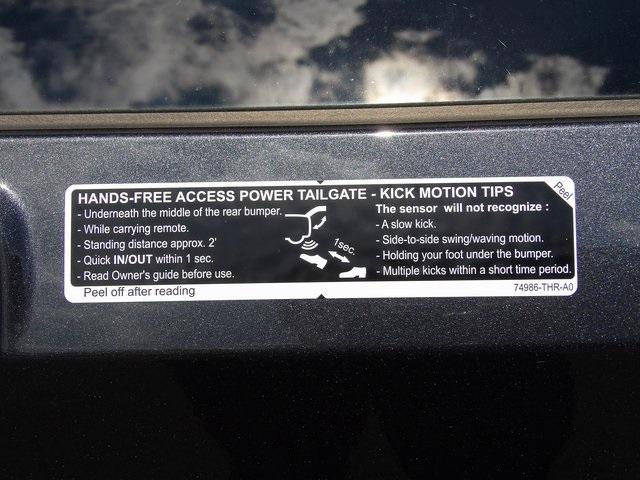 HANDS-FREE ACCESS POWER TAILGATE - KICK MOTION TIPS
Peel
- Underneath the middle of the rear bumper.
- While carrying remote.
- Standing distance approx. 2'
- Quick IN/OUT within 1 sec.
- Read Owner's guide before use.
1sec.
The sensor will not recognize :
- A slow kick.
- Side-to-side swing/waving motion.
- Holding your foot under the bumper.
- Multiple kicks within a short time period.
Peel off after reading
74986-THR-A0